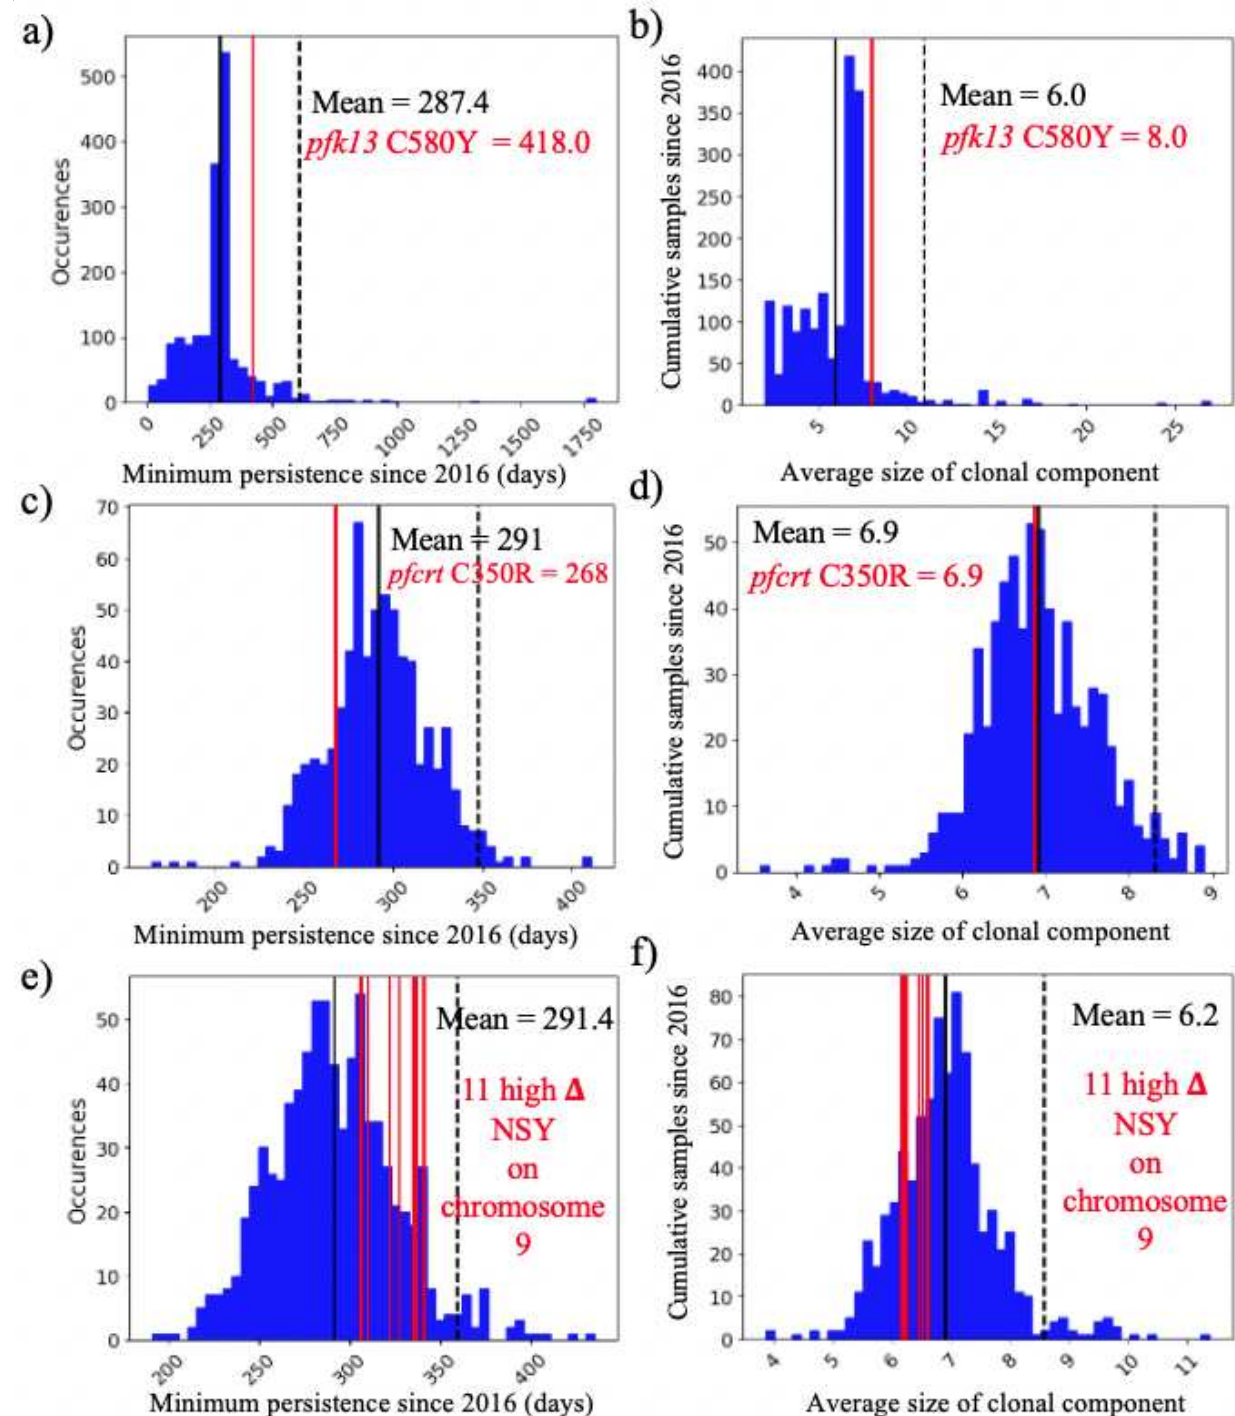 a)
500
400
300
200
100
0
Occurences
Mean = 287.4
pfk13 C580Y = 418.0
0 250 500 750 1000 1250 1500 1750
Minimum persistence since 2016 (days)
b)
400
350
300
250
200
150
100
50
0
Cumulative samples since 2016
Mean = 6.0
pfk13 C580Y = 8.0
5 10 15 20 25
Average size of clonal component
c)
70
60
50
40
30
20
10
0
Occurences
Mean = 291
pfcrt C350R = 268
200 250 300 350 400
Minimum persistence since 2016 (days)
d)
50
40
30
20
10
0
Cumulative samples since 2016
Mean = 6.9
pfcrt C350R = 6.9
4 5 6 7 8 9
Average size of clonal component
e)
50
40
30
20
10
0
Occurences
Mean = 291.4
11 high Δ
NSY
on
chromosome
9
200 250 300 350 400
Minimum persistence since 2016 (days)
f)
80
70
60
50
40
30
20
10
0
Cumulative samples since 2016
Mean = 6.2
11 high Δ
NSY
on
chromosome
9
4 5 6 7 8 9 10 11
Average size of clonal component